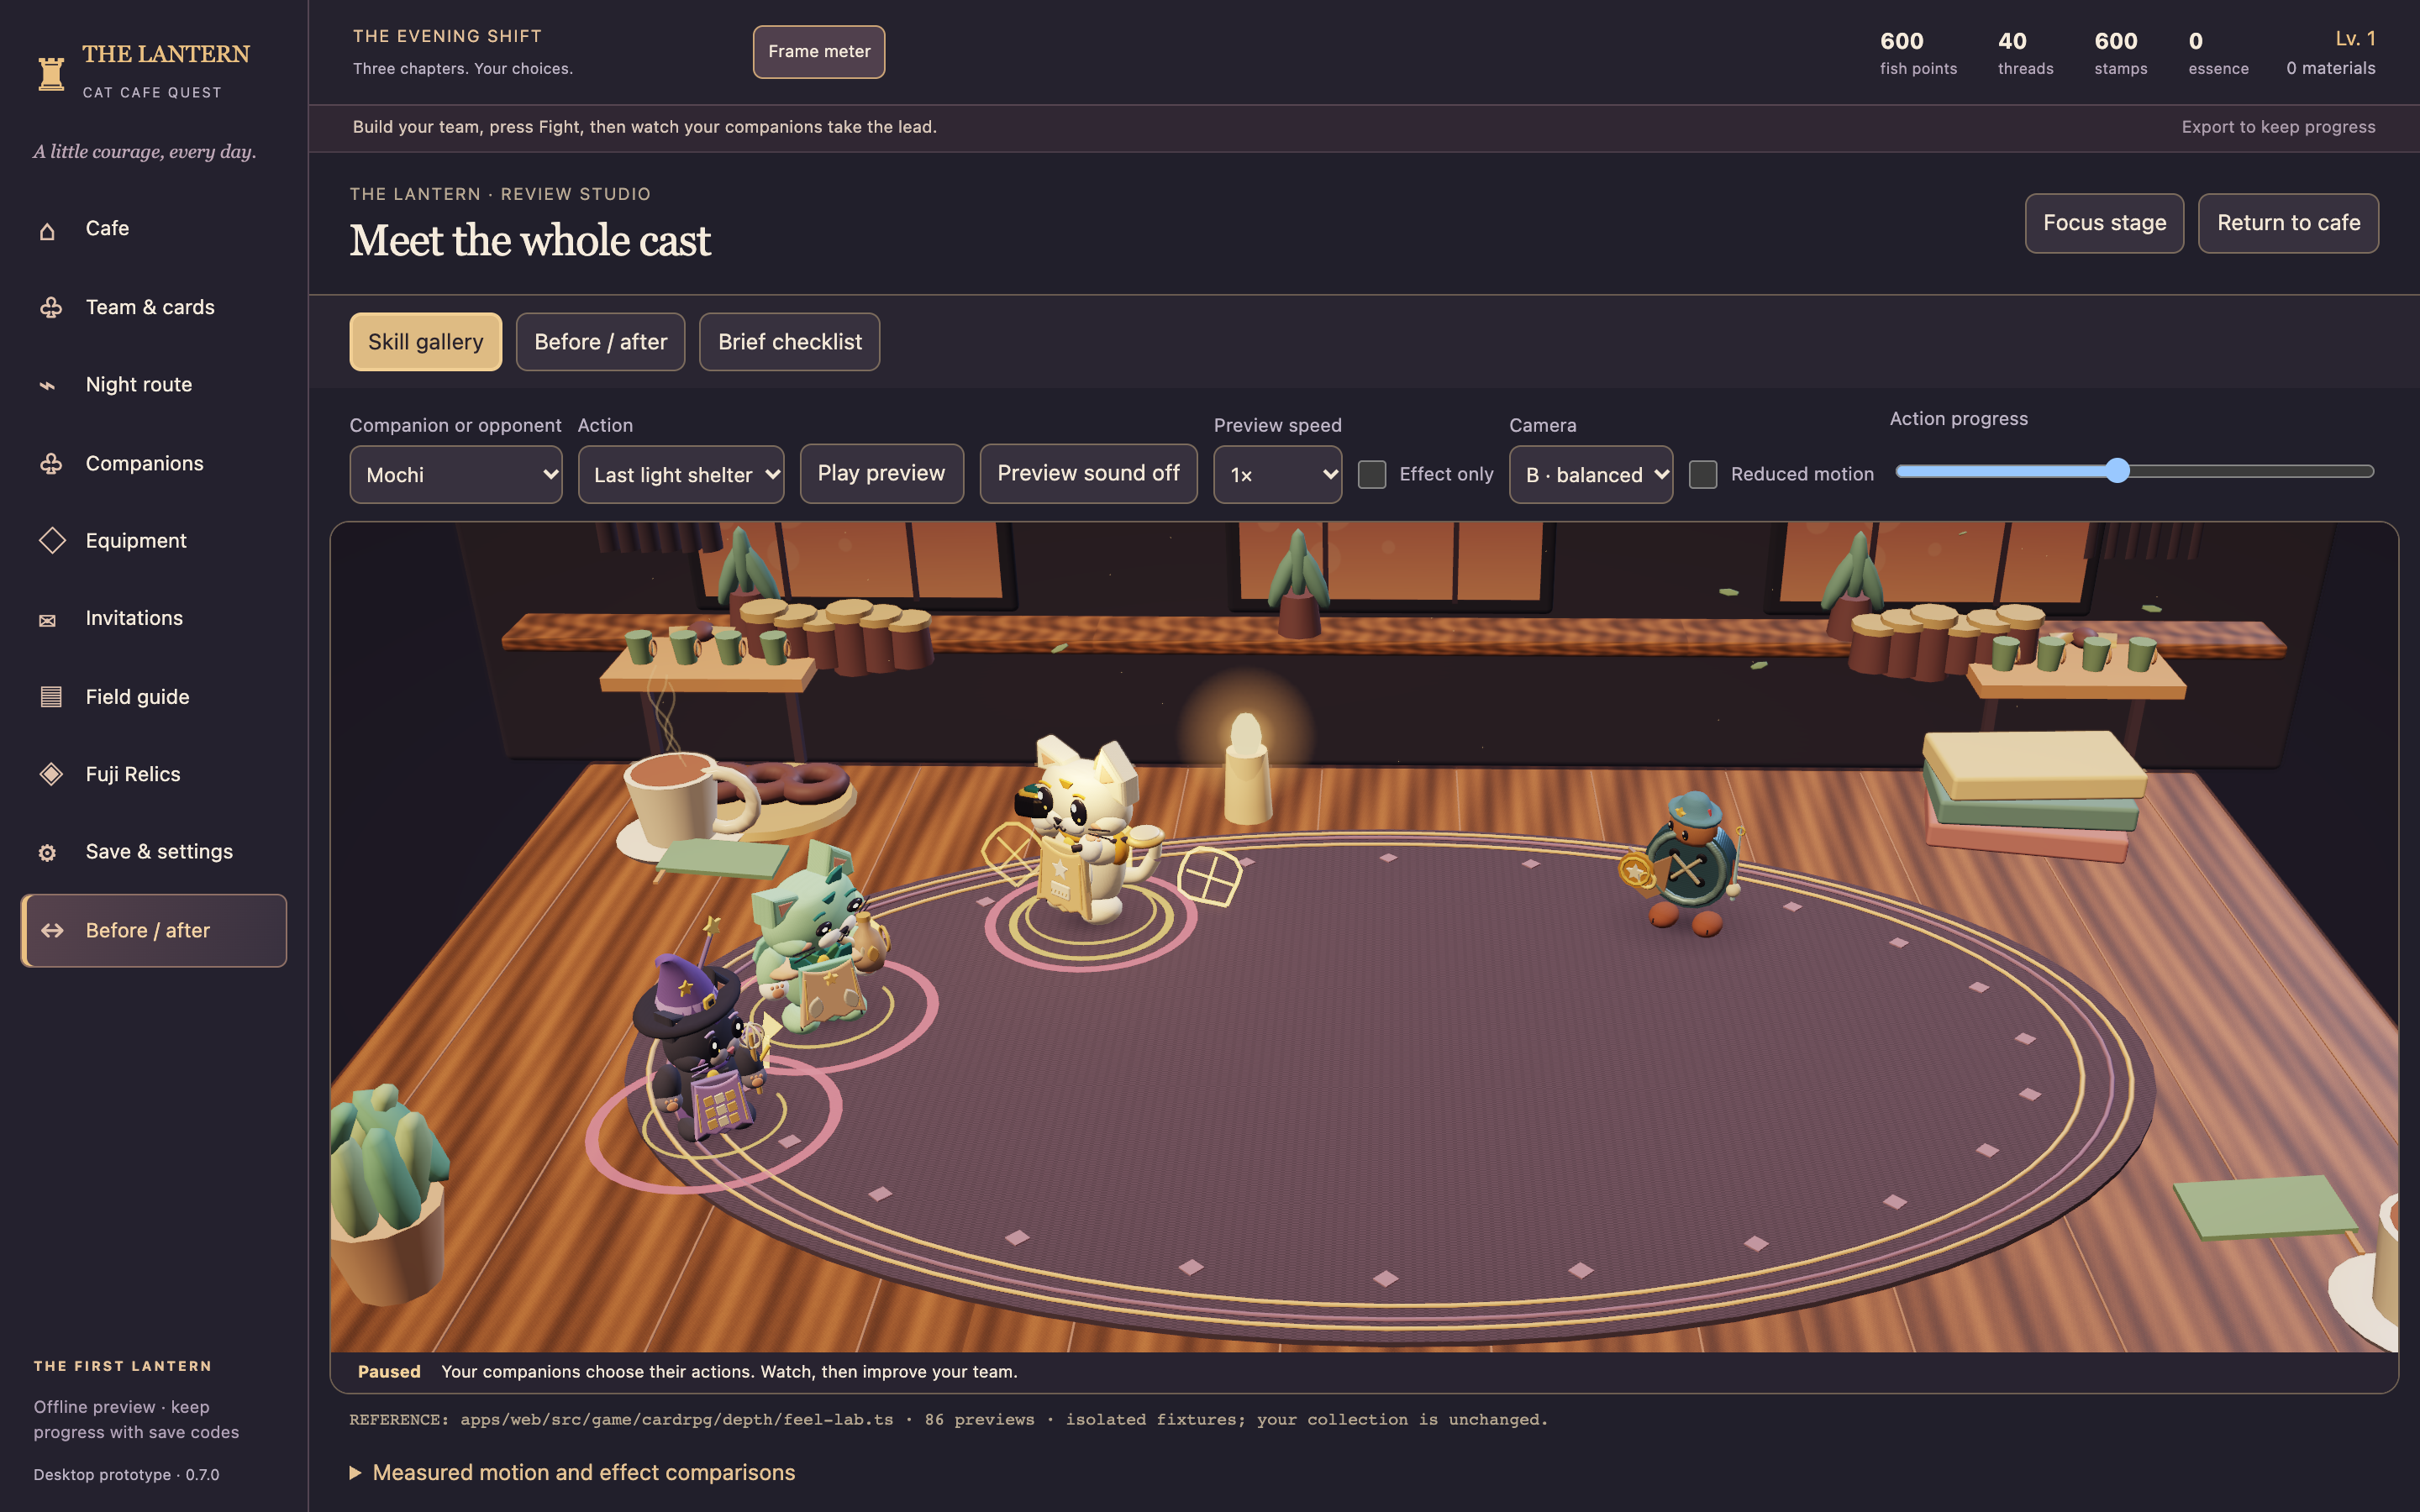 THE LANTERN
CAT CAFE QUEST
A little courage, every day.
Cafe
Team & cards
Night route
Companions
Equipment
Invitations
Field guide
Fuji Relics
Save & settings
Before / after
THE FIRST LANTERN
Offline preview · keep
progress with save codes
Desktop prototype · 0.7.0
THE EVENING SHIFT
Three chapters. Your choices.
Frame meter
600 fish points
40 threads
600 stamps
0 essence
Lv. 1
0 materials
Build your team, press Fight, then watch your companions take the lead.
Export to keep progress
THE LANTERN · REVIEW STUDIO
Meet the whole cast
Focus stage
Return to cafe
Skill gallery
Before / after
Brief checklist
Companion or opponent
Mochi
Action
Last light shelter
Play preview
Preview sound off
Preview speed
1×
Effect only
Camera
B · balanced
Reduced motion
Action progress
Paused Your companions choose their actions. Watch, then improve your team.
REFERENCE: apps/web/src/game/cardrpg/depth/feel-lab.ts · 86 previews · isolated fixtures; your collection is unchanged.
Measured motion and effect comparisons